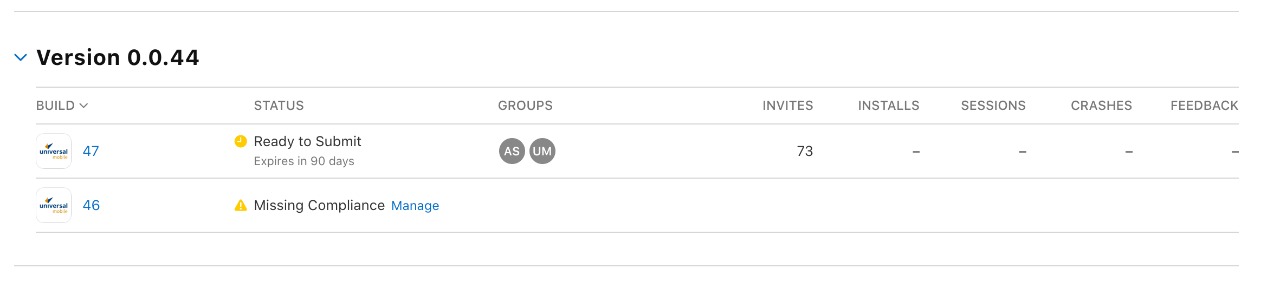 Version 0.0.44
BUILD STATUS GROUPS INVITES INSTALLS SESSIONS CRASHES FEEDBACK
universal
mobile
47
Ready to Submit
Expires in 90 days
AS UM
73 – – – –
universal
mobile
46
Missing Compliance Manage